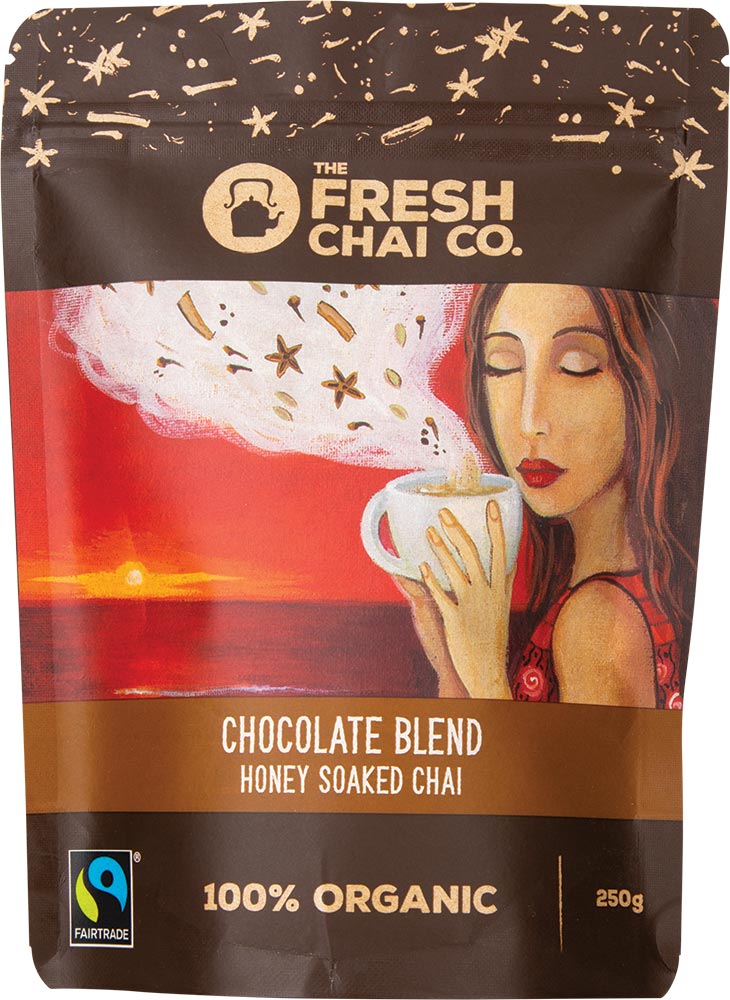 THE
FRESH
CHAI CO.
CHOCOLATE BLEND
HONEY SOAKED CHAI
100% ORGANIC
250g
®
FAIRTRADE